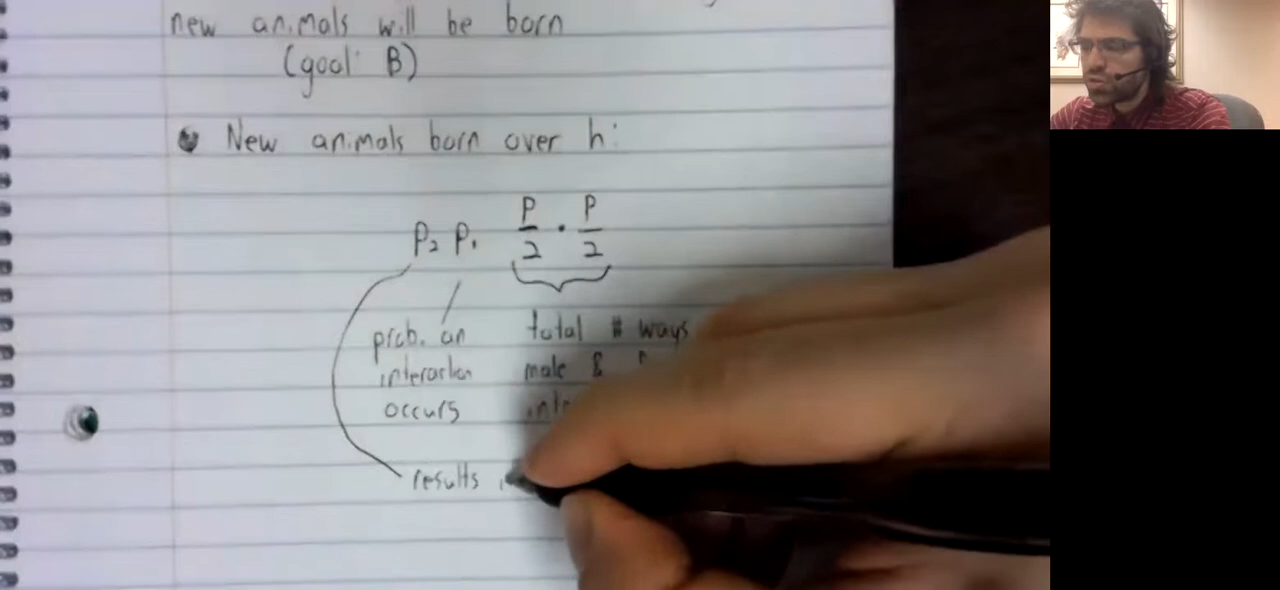 new animals will be born
(goal: B)
New animals born over h:
P₂ P₁ P/2 · P/2
prob. an
interaction
occurs
total # ways
male &
results